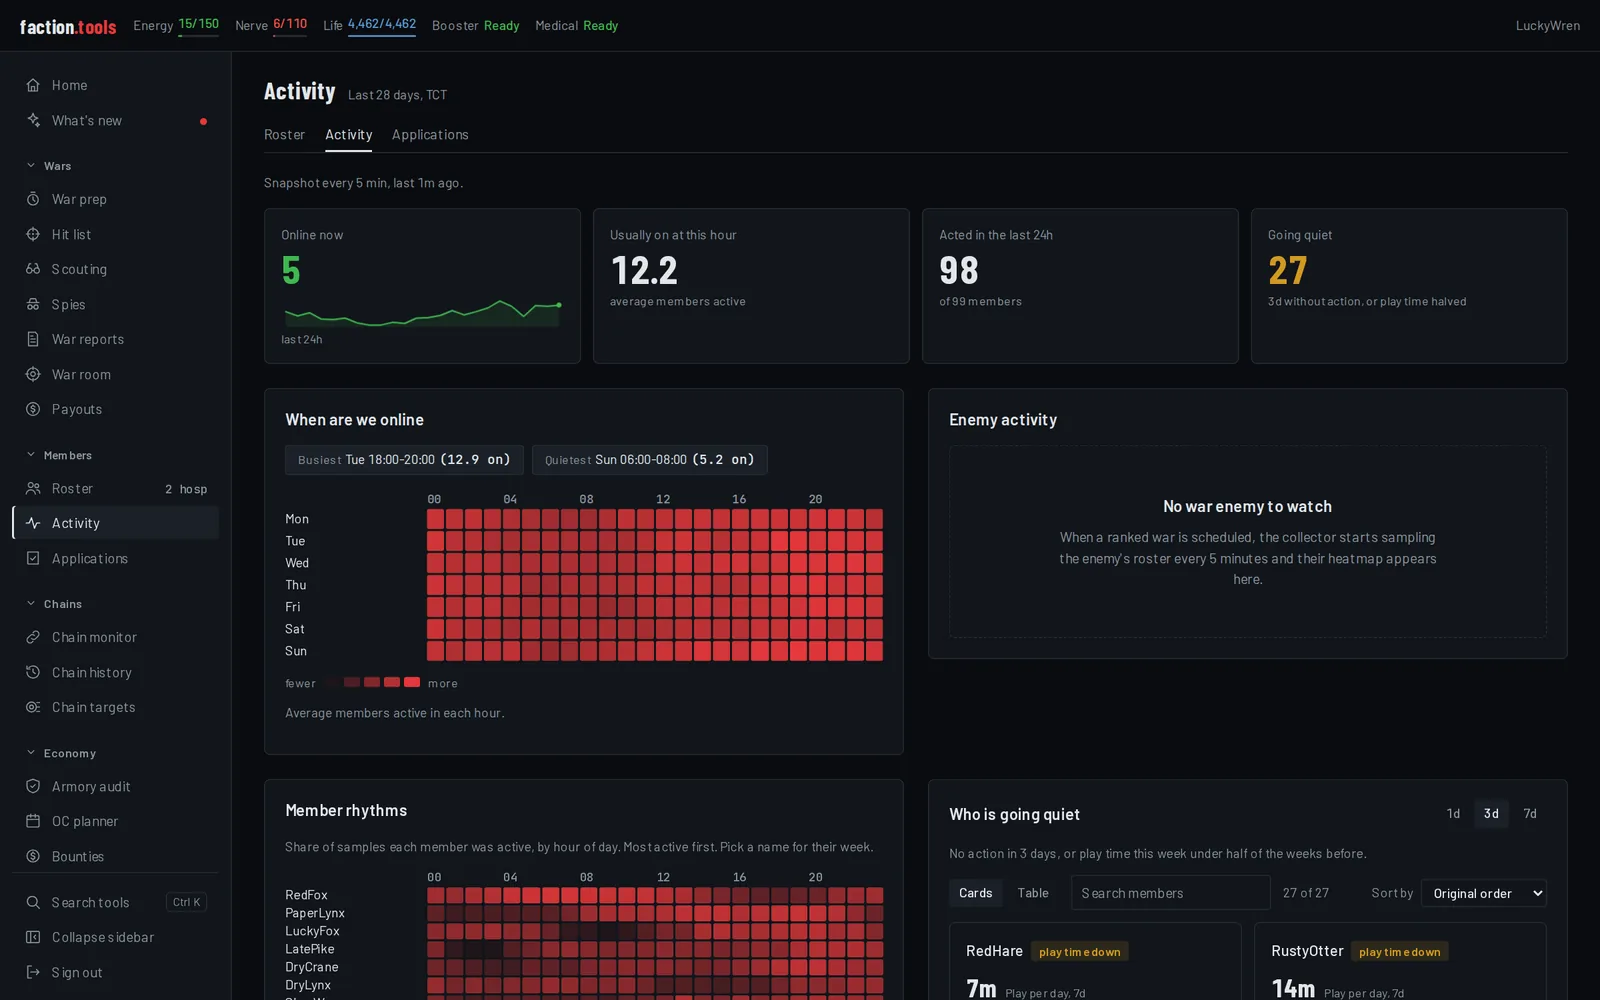 faction.tools Energy 15/150 Nerve 6/110 Life 4,462/4,462 Booster Ready Medical Ready LuckyWren
Home
What's new
Wars
War prep
Hit list
Scouting
Spies
War reports
War room
Payouts
Members
Roster 2 hosp
Activity
Applications
Chains
Chain monitor
Chain history
Chain targets
Economy
Armory audit
OC planner
Bounties
Search tools Ctrl K
Collapse sidebar
Sign out
Activity Last 28 days, TCT
Roster Activity Applications
Snapshot every 5 min, last 1m ago.
Online now
5
last 24h
Usually on at this hour
12.2
average members active
Acted in the last 24h
98
of 99 members
Going quiet
27
3d without action, or play time halved
When are we online
Busiest Tue 18:00-20:00 (12.9 on) Quietest Sun 06:00-08:00 (5.2 on)
00 04 08 12 16 20
Mon
Tue
Wed
Thu
Fri
Sat
Sun
fewer more
Average members active in each hour.
Enemy activity
No war enemy to watch
When a ranked war is scheduled, the collector starts sampling
the enemy's roster every 5 minutes and their heatmap appears
here.
Member rhythms
Share of samples each member was active, by hour of day. Most active first. Pick a name for their week.
00 04 08 12 16 20
RedFox
PaperLynx
LuckyFox
LatePike
DryCrane
DryLynx
Who is going quiet 1d 3d 7d
No action in 3 days, or play time this week under half of the weeks before.
Cards Table Search members 27 of 27 Sort by Original order
RedHare play time down
7m Play per day, 7d
RustyOtter play time down
14m Play per day, 7d